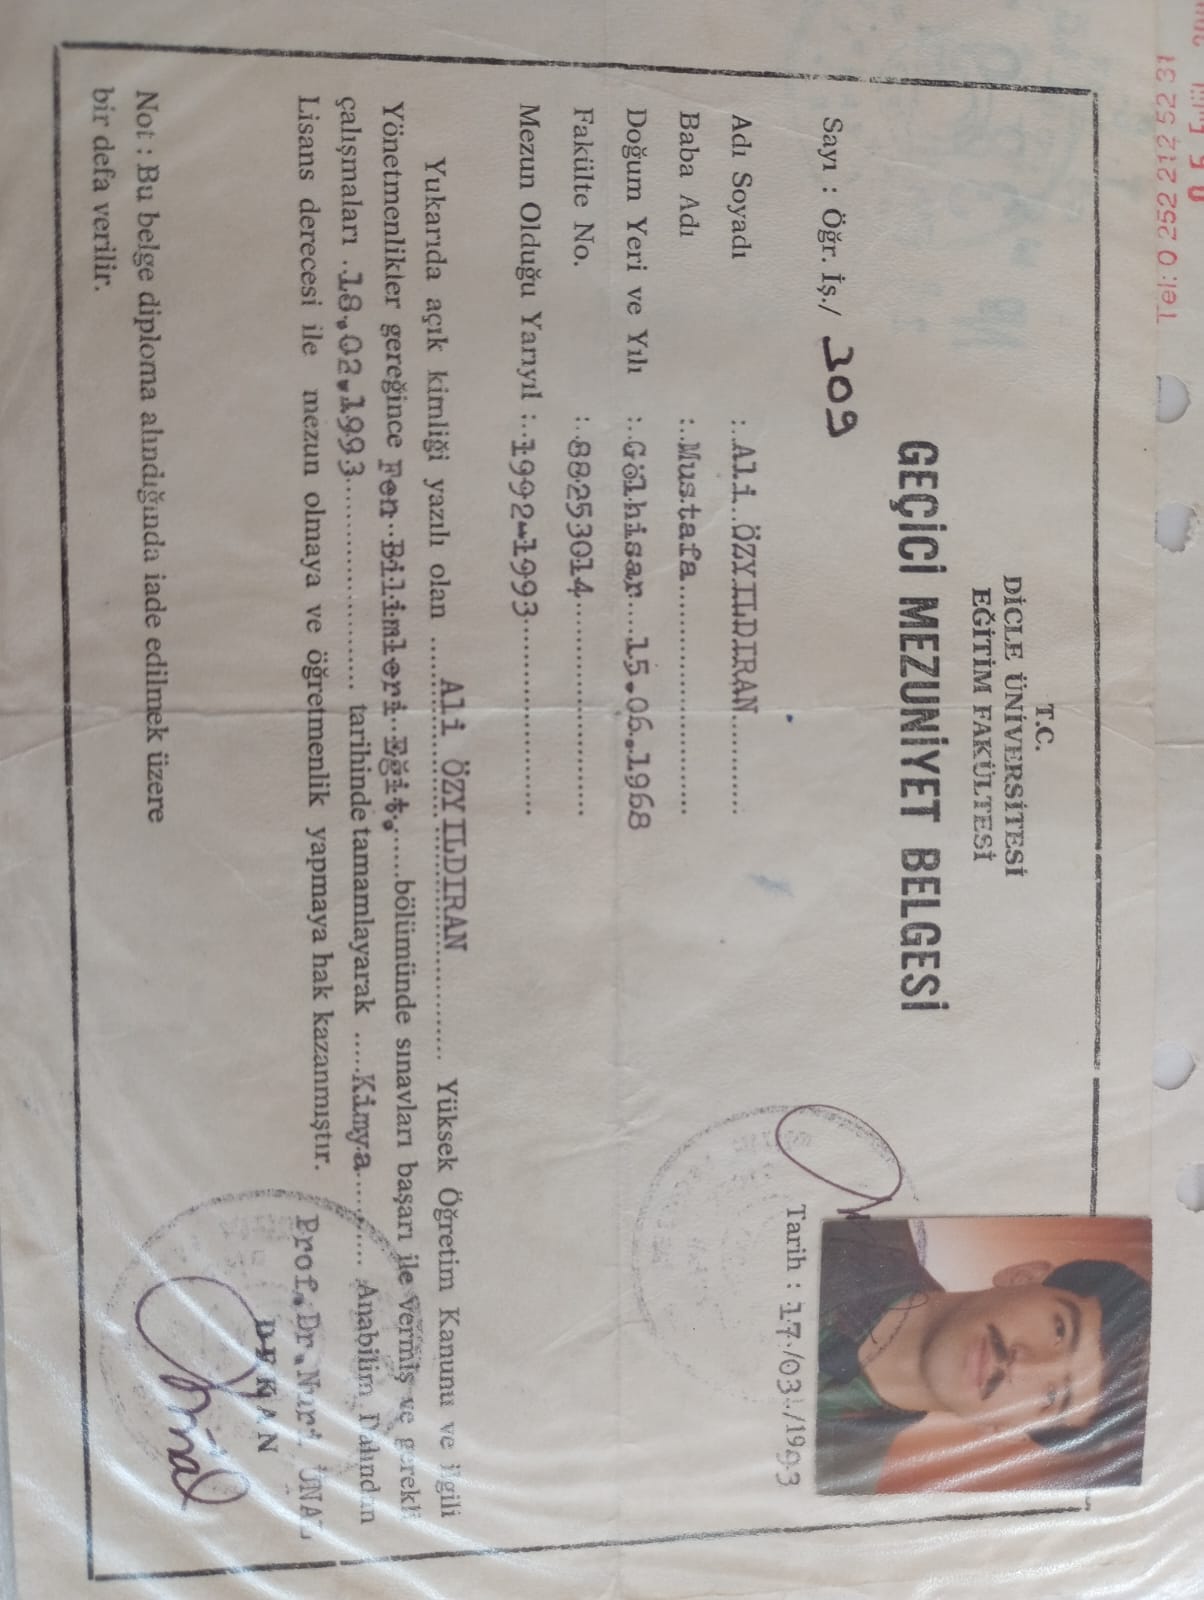 T.C.
DİCLE ÜNİVERSİTESİ
EĞİTİM FAKÜLTESİ
GEÇİCİ MEZUNİYET BELGESİ
Sayı : Öğr. İş./ 309
Tarih : 17./03./1993
Adı Soyadı :..Ali..ÖZYILDIRAN............
Baba Adı :..Mustafa........................
Doğum Yeri ve Yılı :..Gölhisar....15.06.1968
Fakülte No. :..88253014......................
Mezun Olduğu Yarıyıl :..1992-1993....................
Yukarıda açık kimliği yazılı olan ....Ali ÖZYILDIRAN............ Yüksek Öğretim Kanunu ve ilgili
Yönetmenlikler gereğince Fen..Bilimleri..Eğit.......bölümünde sınavları başarı ile vermiş ve gerekli
çalışmaları .18.02.1993...................... tarihinde tamamlayarak .....Kimya.......... Anabilim Dalından
Lisans derecesi ile mezun olmaya ve öğretmenlik yapmaya hak kazanmıştır.
Prof.Dr.Nuri ÜNAL
DEKAN
Not : Bu belge diploma alındığında iade edilmek üzere
bir defa verilir.
Tel: 0 252 212 52 31